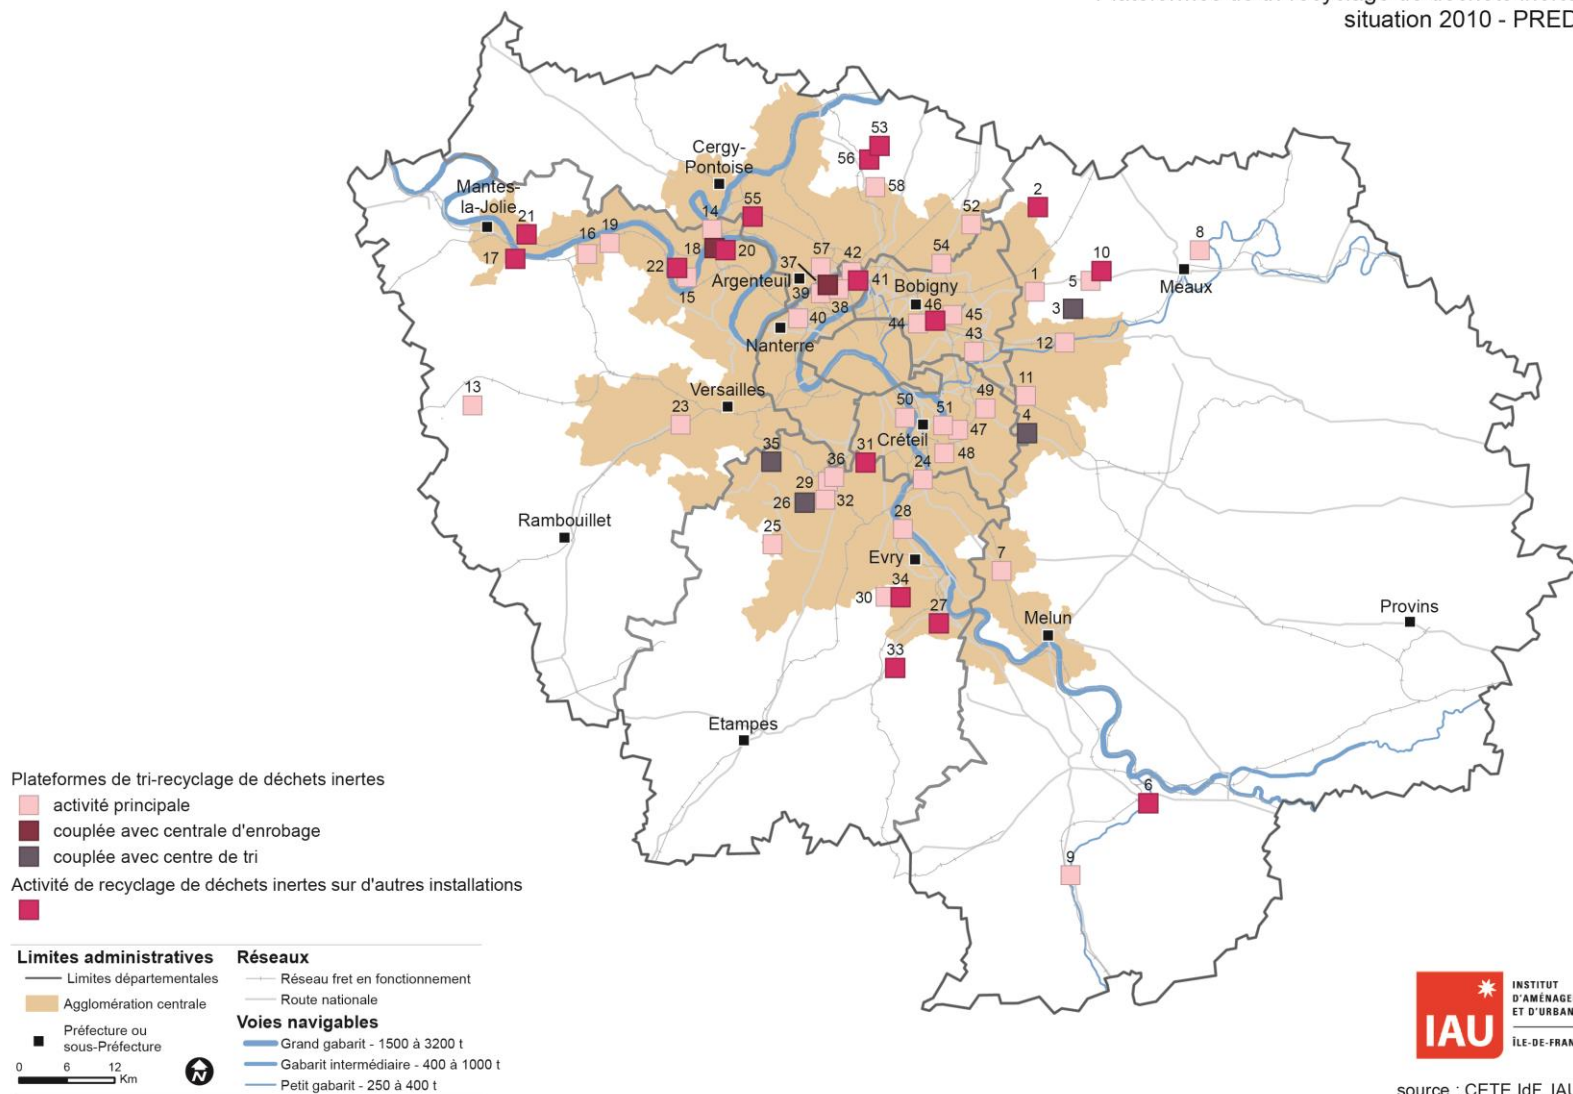 situation 2010 - PRED
53
56
Cergy-
Pontoise
58
2
Mantes-
la-Jolie
55
52
21
19
14
16
8
54
57
42
18
20
10
37
17
22
41
1
5
Meaux
Argenteuil
Bobigny
15
39
38
46
3
40
44
45
Nanterre
43
12
13
Versailles
11
23
50
51
49
4
Créteil
47
35
31
36
48
24
29
26
32
Rambouillet
28
25
Evry
7
34
30
27
Provins
Melun
33
Etampes
6
9
Plateformes de tri-recyclage de déchets inertes
activité principale
couplée avec centrale d'enrobage
couplée avec centre de tri
Activité de recyclage de déchets inertes sur d'autres installations
Limites administratives
Limites départementales
Agglomération centrale
Préfecture ou
sous-Préfecture
0 6 12
Km
N
Réseaux
Réseau fret en fonctionnement
Route nationale
Voies navigables
Grand gabarit - 1500 à 3200 t
Gabarit intermédiaire - 400 à 1000 t
Petit gabarit - 250 à 400 t
IAU
INSTITUT
D'AMÉNAGE
ET D'URBAN
ÎLE-DE-FRAN
source : CETE IdF, IAU